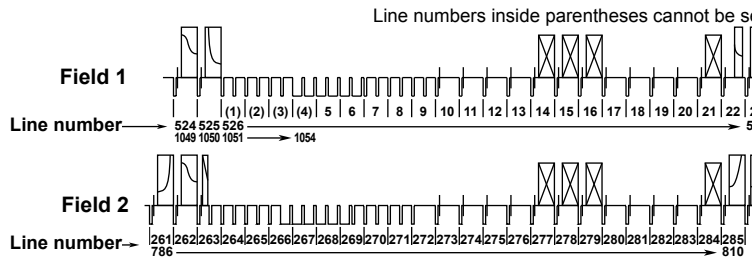 Line numbers inside parentheses cannot be se
Field 1
(1) (2) (3) (4) 5 6 7 8 9 10 11 12 13 14 15 16 17 18 19 20 21 22 2
Line number 524 525 526 5
1049 1050 1051 1054
Field 2
Line number 261 262 263 264 265 266 267 268 269 270 271 272 273 274 275 276 277 278 279 280 281 282 283 284 285
786 810